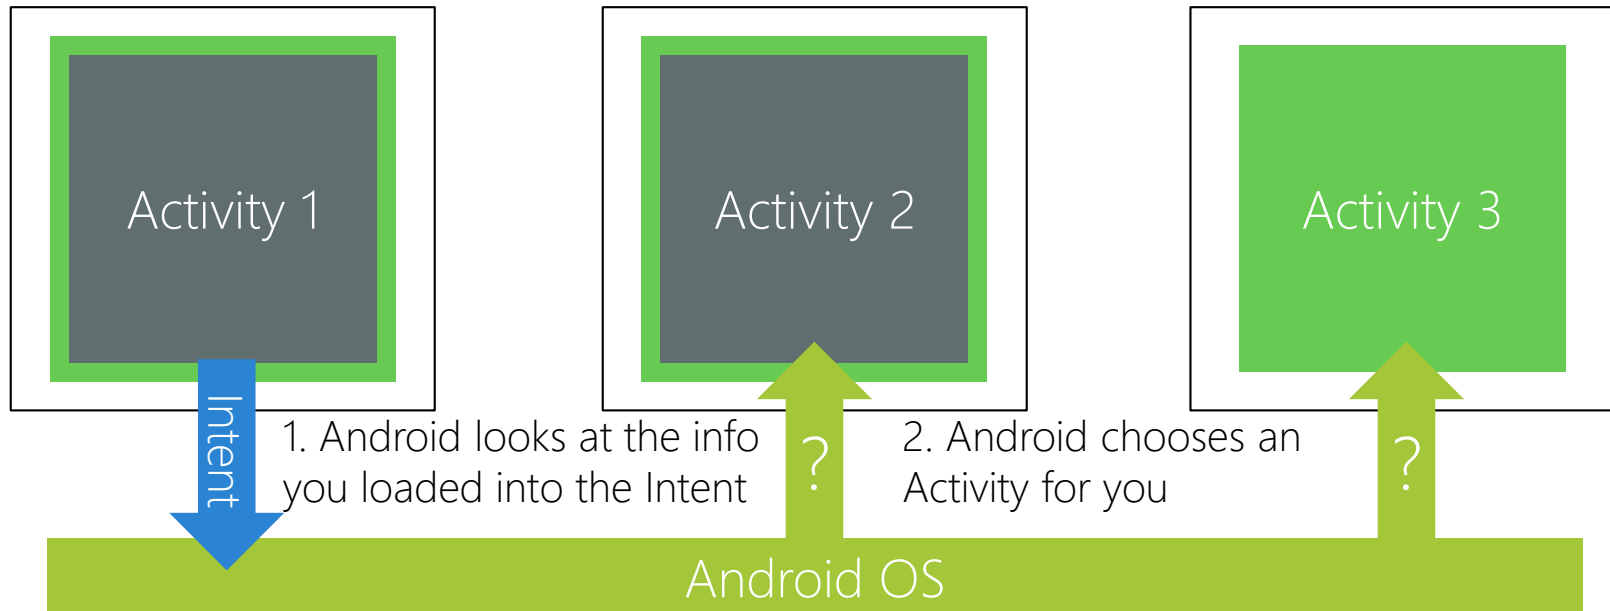 Activity 1
Activity 2
Activity 3
Intent
1. Android looks at the info
you loaded into the Intent
?
2. Android chooses an
Activity for you
?
Android OS